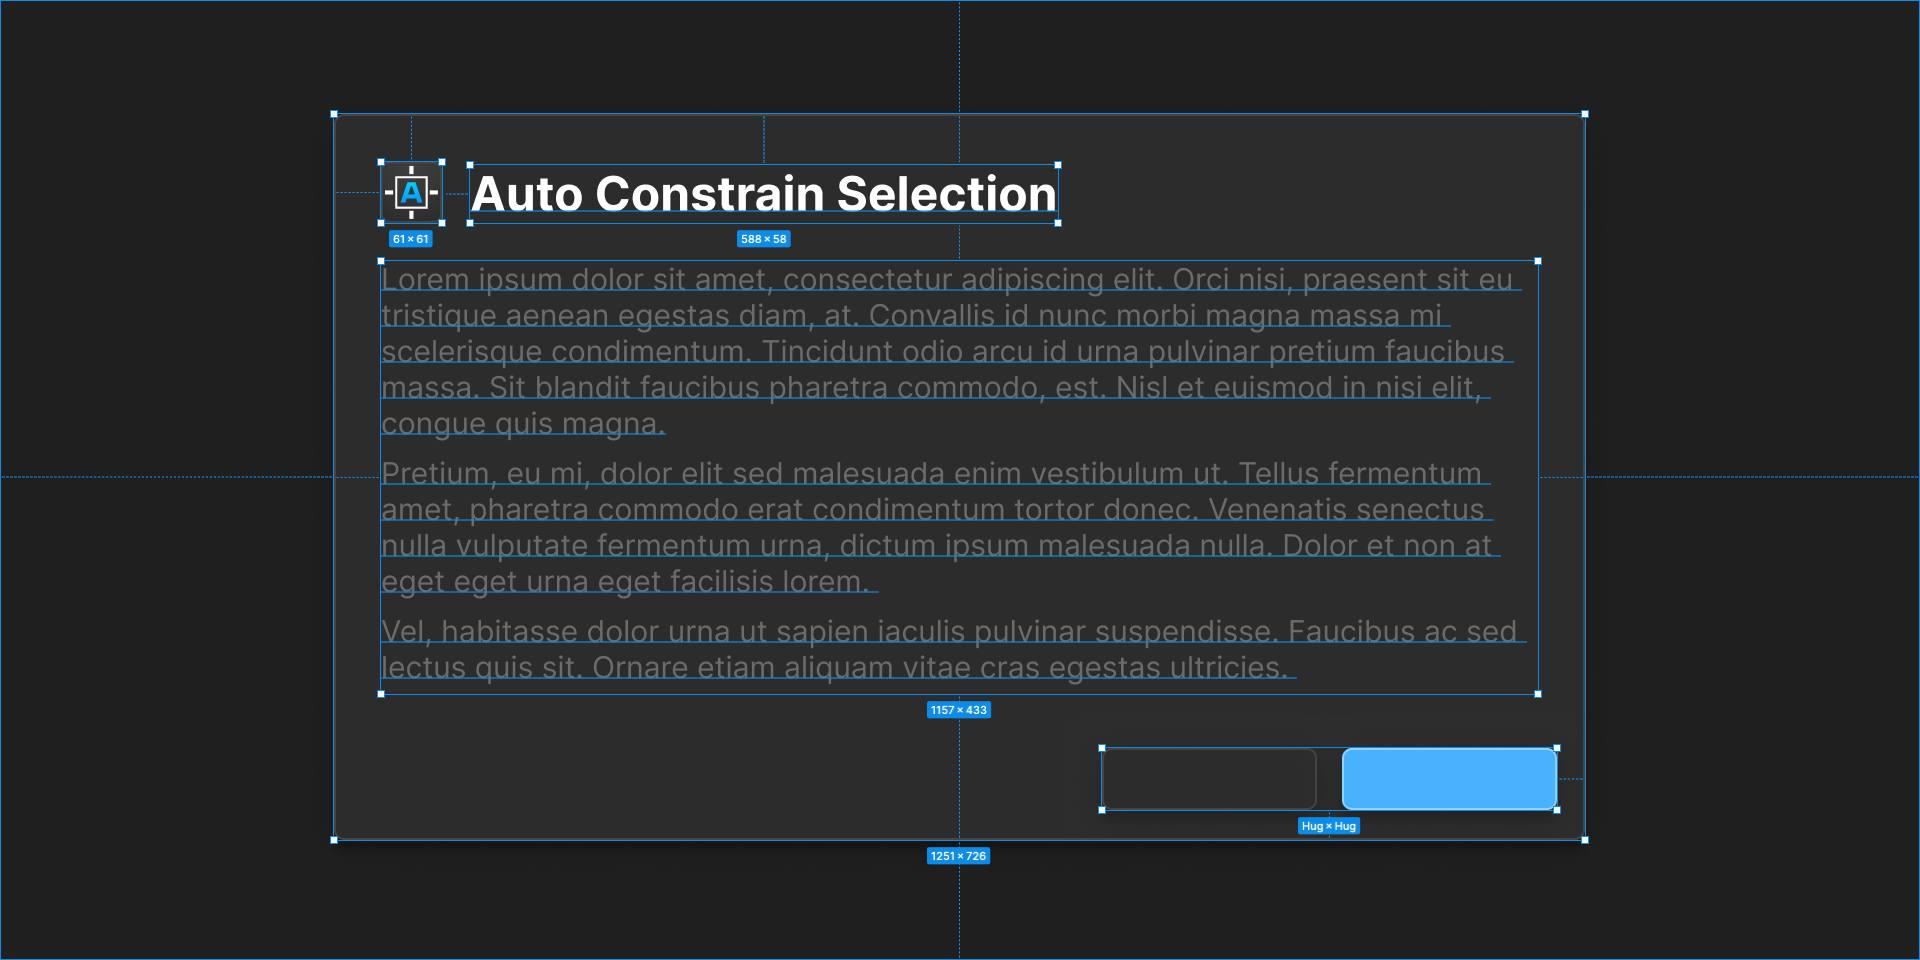 A
Auto Constrain Selection
61 × 61
588 × 58
Lorem ipsum dolor sit amet, consectetur adipiscing elit. Orci nisi, praesent sit eu
tristique aenean egestas diam, at. Convallis id nunc morbi magna massa mi
scelerisque condimentum. Tincidunt odio arcu id urna pulvinar pretium faucibus
massa. Sit blandit faucibus pharetra commodo, est. Nisl et euismod in nisi elit,
congue quis magna.
Pretium, eu mi, dolor elit sed malesuada enim vestibulum ut. Tellus fermentum
amet, pharetra commodo erat condimentum tortor donec. Venenatis senectus
nulla vulputate fermentum urna, dictum ipsum malesuada nulla. Dolor et non at
eget eget urna eget facilisis lorem.
Vel, habitasse dolor urna ut sapien iaculis pulvinar suspendisse. Faucibus ac sed
lectus quis sit. Ornare etiam aliquam vitae cras egestas ultricies.
1157 × 433
Hug × Hug
1251 × 726